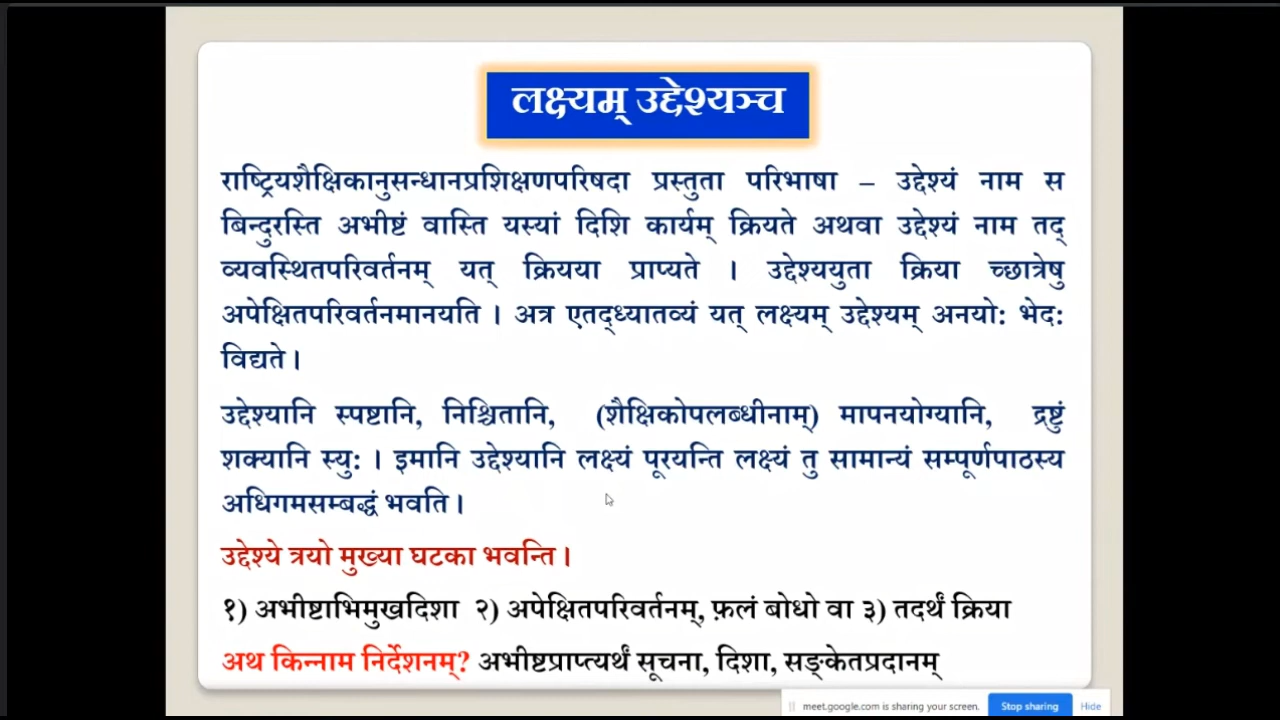 लक्ष्यम् उद्देश्यञ्च
राष्ट्रियशैक्षिकानुसन्धानप्रशिक्षणपरिषदा प्रस्तुता परिभाषा – उद्देश्यं नाम स
बिन्दुरस्ति अभीष्टं वास्ति यस्यां दिशि कार्यम् क्रियते अथवा उद्देश्यं नाम तद्
व्यवस्थितपरिवर्तनम् यत् क्रियया प्राप्यते । उद्देश्ययुता क्रिया च्छात्रेषु
अपेक्षितपरिवर्तनमानयति । अत्र एतद्ध्यातव्यं यत् लक्ष्यम् उद्देश्यम् अनयो: भेद:
विद्यते ।
उद्देश्यानि स्पष्टानि, निश्चितानि, (शैक्षिकोपलब्धीनाम्) मापनयोग्यानि, द्रष्टुं
शक्यानि स्यु: । इमानि उद्देश्यानि लक्ष्यं पूरयन्ति लक्ष्यं तु सामान्यं सम्पूर्णपाठस्य
अधिगमसम्बद्धं भवति ।
उद्देश्ये त्रयो मुख्या घटका भवन्ति ।
१) अभीष्टाभिमुखदिशा २) अपेक्षितपरिवर्तनम्, फ़लं बोधो वा ३) तदर्थं क्रिया
अथ किन्नाम निर्देशनम्? अभीष्टप्राप्त्यर्थं सूचना, दिशा, सङ्केतप्रदानम्
meet.google.com is sharing your screen. Stop sharing Hide